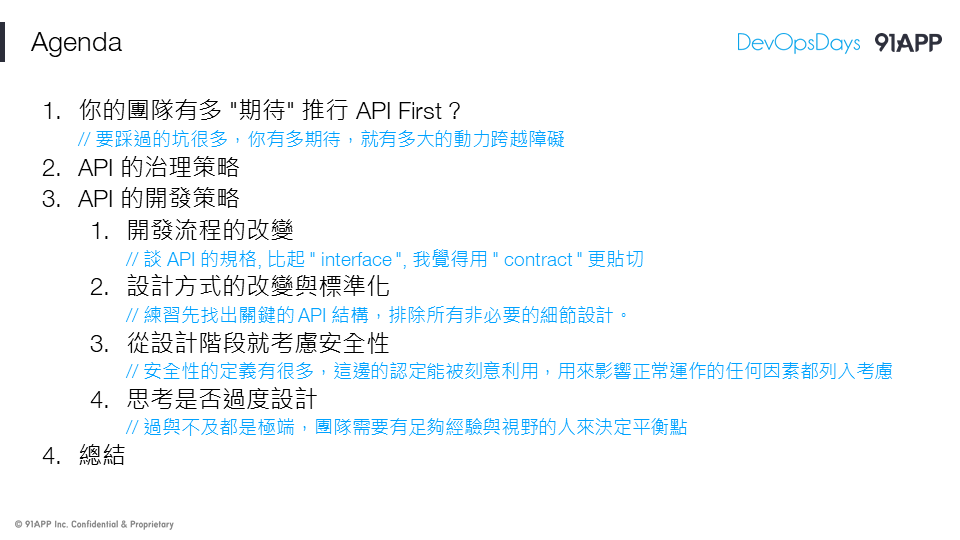 Agenda
DevOpsDays 91APP
1. 你的團隊有多 "期待" 推行 API First ?
// 要踩過的坑很多，你有多期待，就有多大的動力跨越障礙
2. API 的治理策略
3. API 的開發策略
1. 開發流程的改變
// 談 API 的規格, 比起 " interface ", 我覺得用 " contract " 更貼切
2. 設計方式的改變與標準化
// 練習先找出關鍵的 API 結構，排除所有非必要的細節設計。
3. 從設計階段就考慮安全性
// 安全性的定義有很多，這邊的認定能被刻意利用，用來影響正常運作的任何因素都列入考慮
4. 思考是否過度設計
// 過與不及都是極端，團隊需要有足夠經驗與視野的人來決定平衡點
4. 總結
© 91APP Inc. Confidential & Proprietary